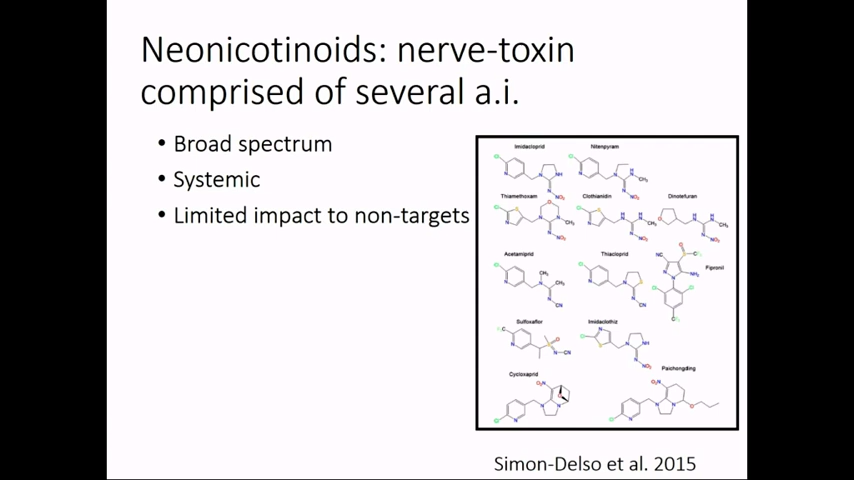 Neonicotinoids: nerve-toxin
comprised of several a.i.
• Broad spectrum
• Systemic
• Limited impact to non-targets
Imidacloprid Nitenpyram
Thiamethoxam Clothianidin Dinotefuran
Acetamiprid Thiacloprid Fipronil
Sulfoxaflor Imidaclothiz
Cycloxaprid Paichongding
Simon-Delso et al. 2015